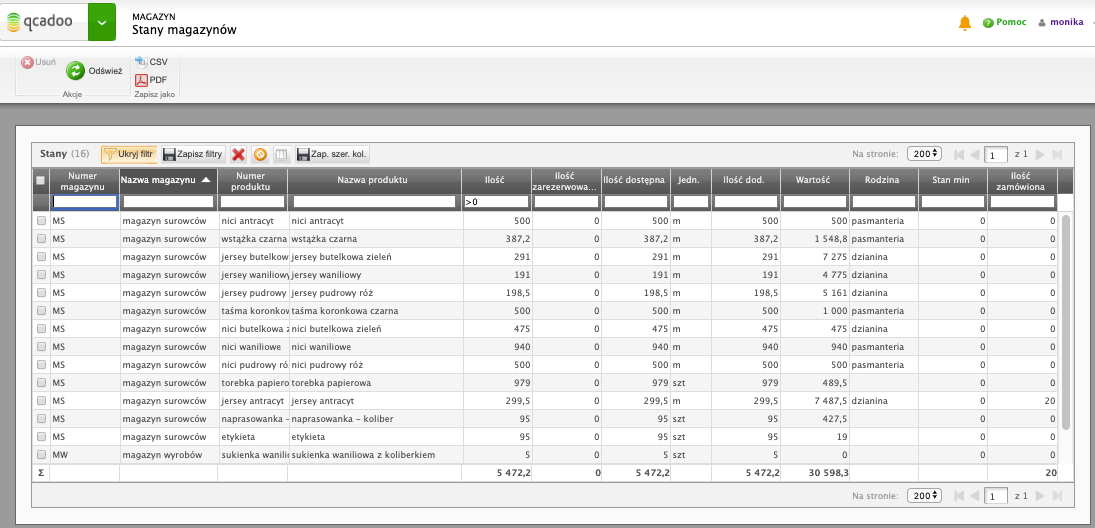 qcadoo
MAGAZYN
Stany magazynów
Pomoc
monika
Usuń
Odśwież
CSV
PDF
Akcje
Zapisz jako
Stany (16) Ukryj filtr Zapisz filtry Zap. szer. kol. Na stronie: 200 1 z 1
Numer magazynu Nazwa magazynu Numer produktu Nazwa produktu Ilość Ilość zarezerwowa... Ilość dostępna Jedn. Ilość dod. Wartość Rodzina Stan min Ilość zamówiona
>0
MS magazyn surowców nici antracyt nici antracyt 500 0 500 m 500 500 pasmanteria 0 0
MS magazyn surowców wstążka czarna wstążka czarna 387,2 0 387,2 m 387,2 1 548,8 pasmanteria 0 0
MS magazyn surowców jersey butelkow jersey butelkowa zieleń 291 0 291 m 291 7 275 dzianina 0 0
MS magazyn surowców jersey waniliowy jersey waniliowy 191 0 191 m 191 4 775 dzianina 0 0
MS magazyn surowców jersey pudrowy jersey pudrowy róż 198,5 0 198,5 m 198,5 5 161 dzianina 0 0
MS magazyn surowców taśma koronkow taśma koronkowa czarna 500 0 500 m 500 1 000 pasmanteria 0 0
MS magazyn surowców nici butelkowa z nici butelkowa zieleń 475 0 475 m 475 475 dzianina 0 0
MS magazyn surowców nici waniliowe nici waniliowe 940 0 940 m 940 940 pasmanteria 0 0
MS magazyn surowców nici pudrowy ró nici pudrowy róż 500 0 500 m 500 500 pasmanteria 0 0
MS magazyn surowców torebka papiero torebka papierowa 979 0 979 szt 979 489,5 0 0
MS magazyn surowców jersey antracyt jersey antracyt 299,5 0 299,5 m 299,5 7 487,5 dzianina 0 20
MS magazyn surowców naprasowanka - naprasowanka - koliber 95 0 95 szt 95 427,5 0 0
MS magazyn surowców etykieta etykieta 95 0 95 szt 95 19 0 0
MW magazyn wyrobów sukienka wanilio sukienka waniliowa z koliberkiem 5 0 5 szt 5 0 0 0
Σ 5 472,2 0 5 472,2 5 472,2 30 598,3 20
Na stronie: 200 1 z 1